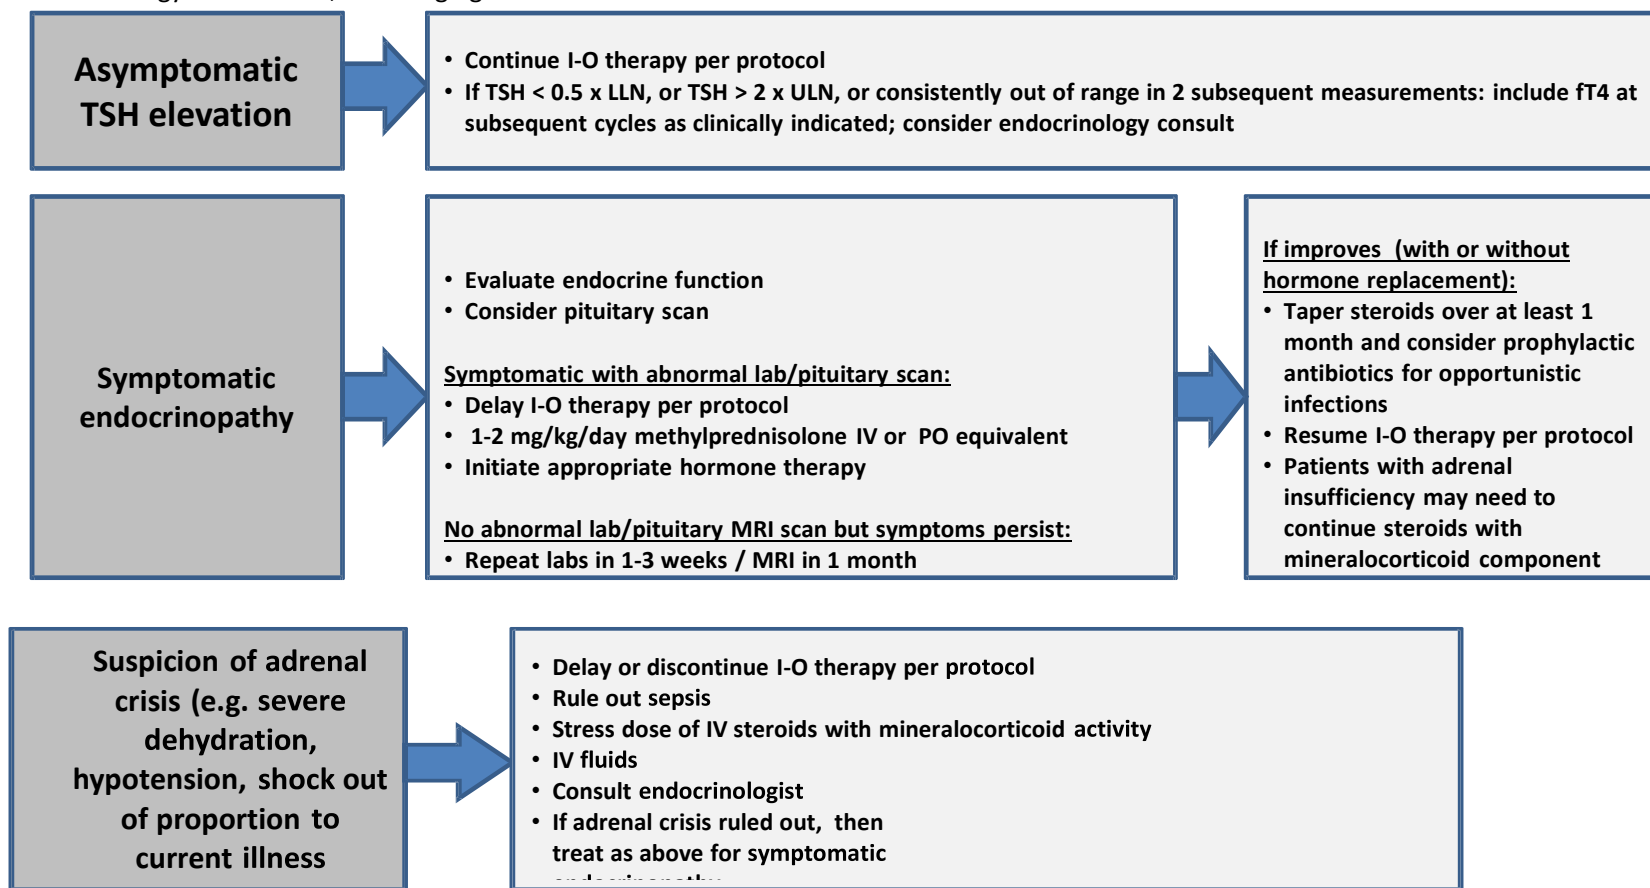 Asymptomatic
TSH elevation
• Continue I-O therapy per protocol
• If TSH < 0.5 x LLN, or TSH > 2 x ULN, or consistently out of range in 2 subsequent measurements: include fT4 at
subsequent cycles as clinically indicated; consider endocrinology consult
Symptomatic
endocrinopathy
• Evaluate endocrine function
• Consider pituitary scan
Symptomatic with abnormal lab/pituitary scan:
• Delay I-O therapy per protocol
• 1-2 mg/kg/day methylprednisolone IV or PO equivalent
• Initiate appropriate hormone therapy
No abnormal lab/pituitary MRI scan but symptoms persist:
• Repeat labs in 1-3 weeks / MRI in 1 month
If improves (with or without
hormone replacement):
• Taper steroids over at least 1
month and consider prophylactic
antibiotics for opportunistic
infections
• Resume I-O therapy per protocol
• Patients with adrenal
insufficiency may need to
continue steroids with
mineralocorticoid component
Suspicion of adrenal
crisis (e.g. severe
dehydration,
hypotension, shock out
of proportion to
current illness
• Delay or discontinue I-O therapy per protocol
• Rule out sepsis
• Stress dose of IV steroids with mineralocorticoid activity
• IV fluids
• Consult endocrinologist
• If adrenal crisis ruled out, then
treat as above for symptomatic
endocrinopathy